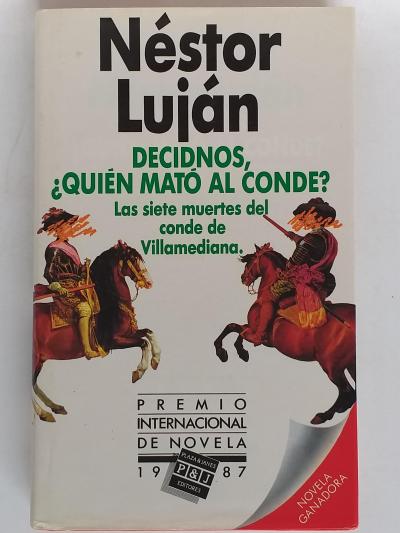 Néstor
Luján
DECIDNOS,
¿QUIÉN MATÓ AL CONDE?
Las siete muertes del
conde de
Villamediana.
PREMIO
INTERNACIONAL
DE NOVELA
19 87
PLAZA & JANES
P&J
EDITORES
NOVELA
GANADORA